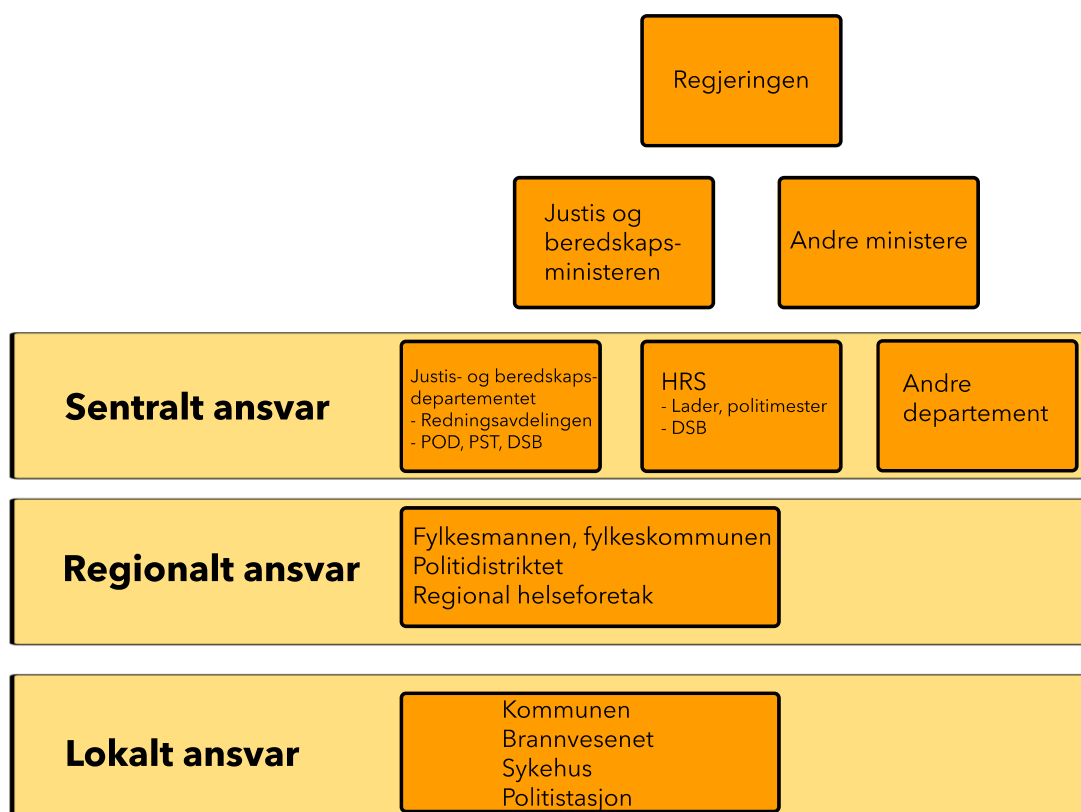 Regjeringen
Justis og
beredskaps-
ministeren
Andre ministere
Sentralt ansvar
Justis- og beredskaps-
departementet
- Redningsavdelingen
- POD, PST, DSB
HRS
- Lader, politimester
- DSB
Andre
departement
Regionalt ansvar
Fylkesmannen, fylkeskommunen
Politidistriktet
Regional helseforetak
Lokalt ansvar
Kommunen
Brannvesenet
Sykehus
Politistasjon